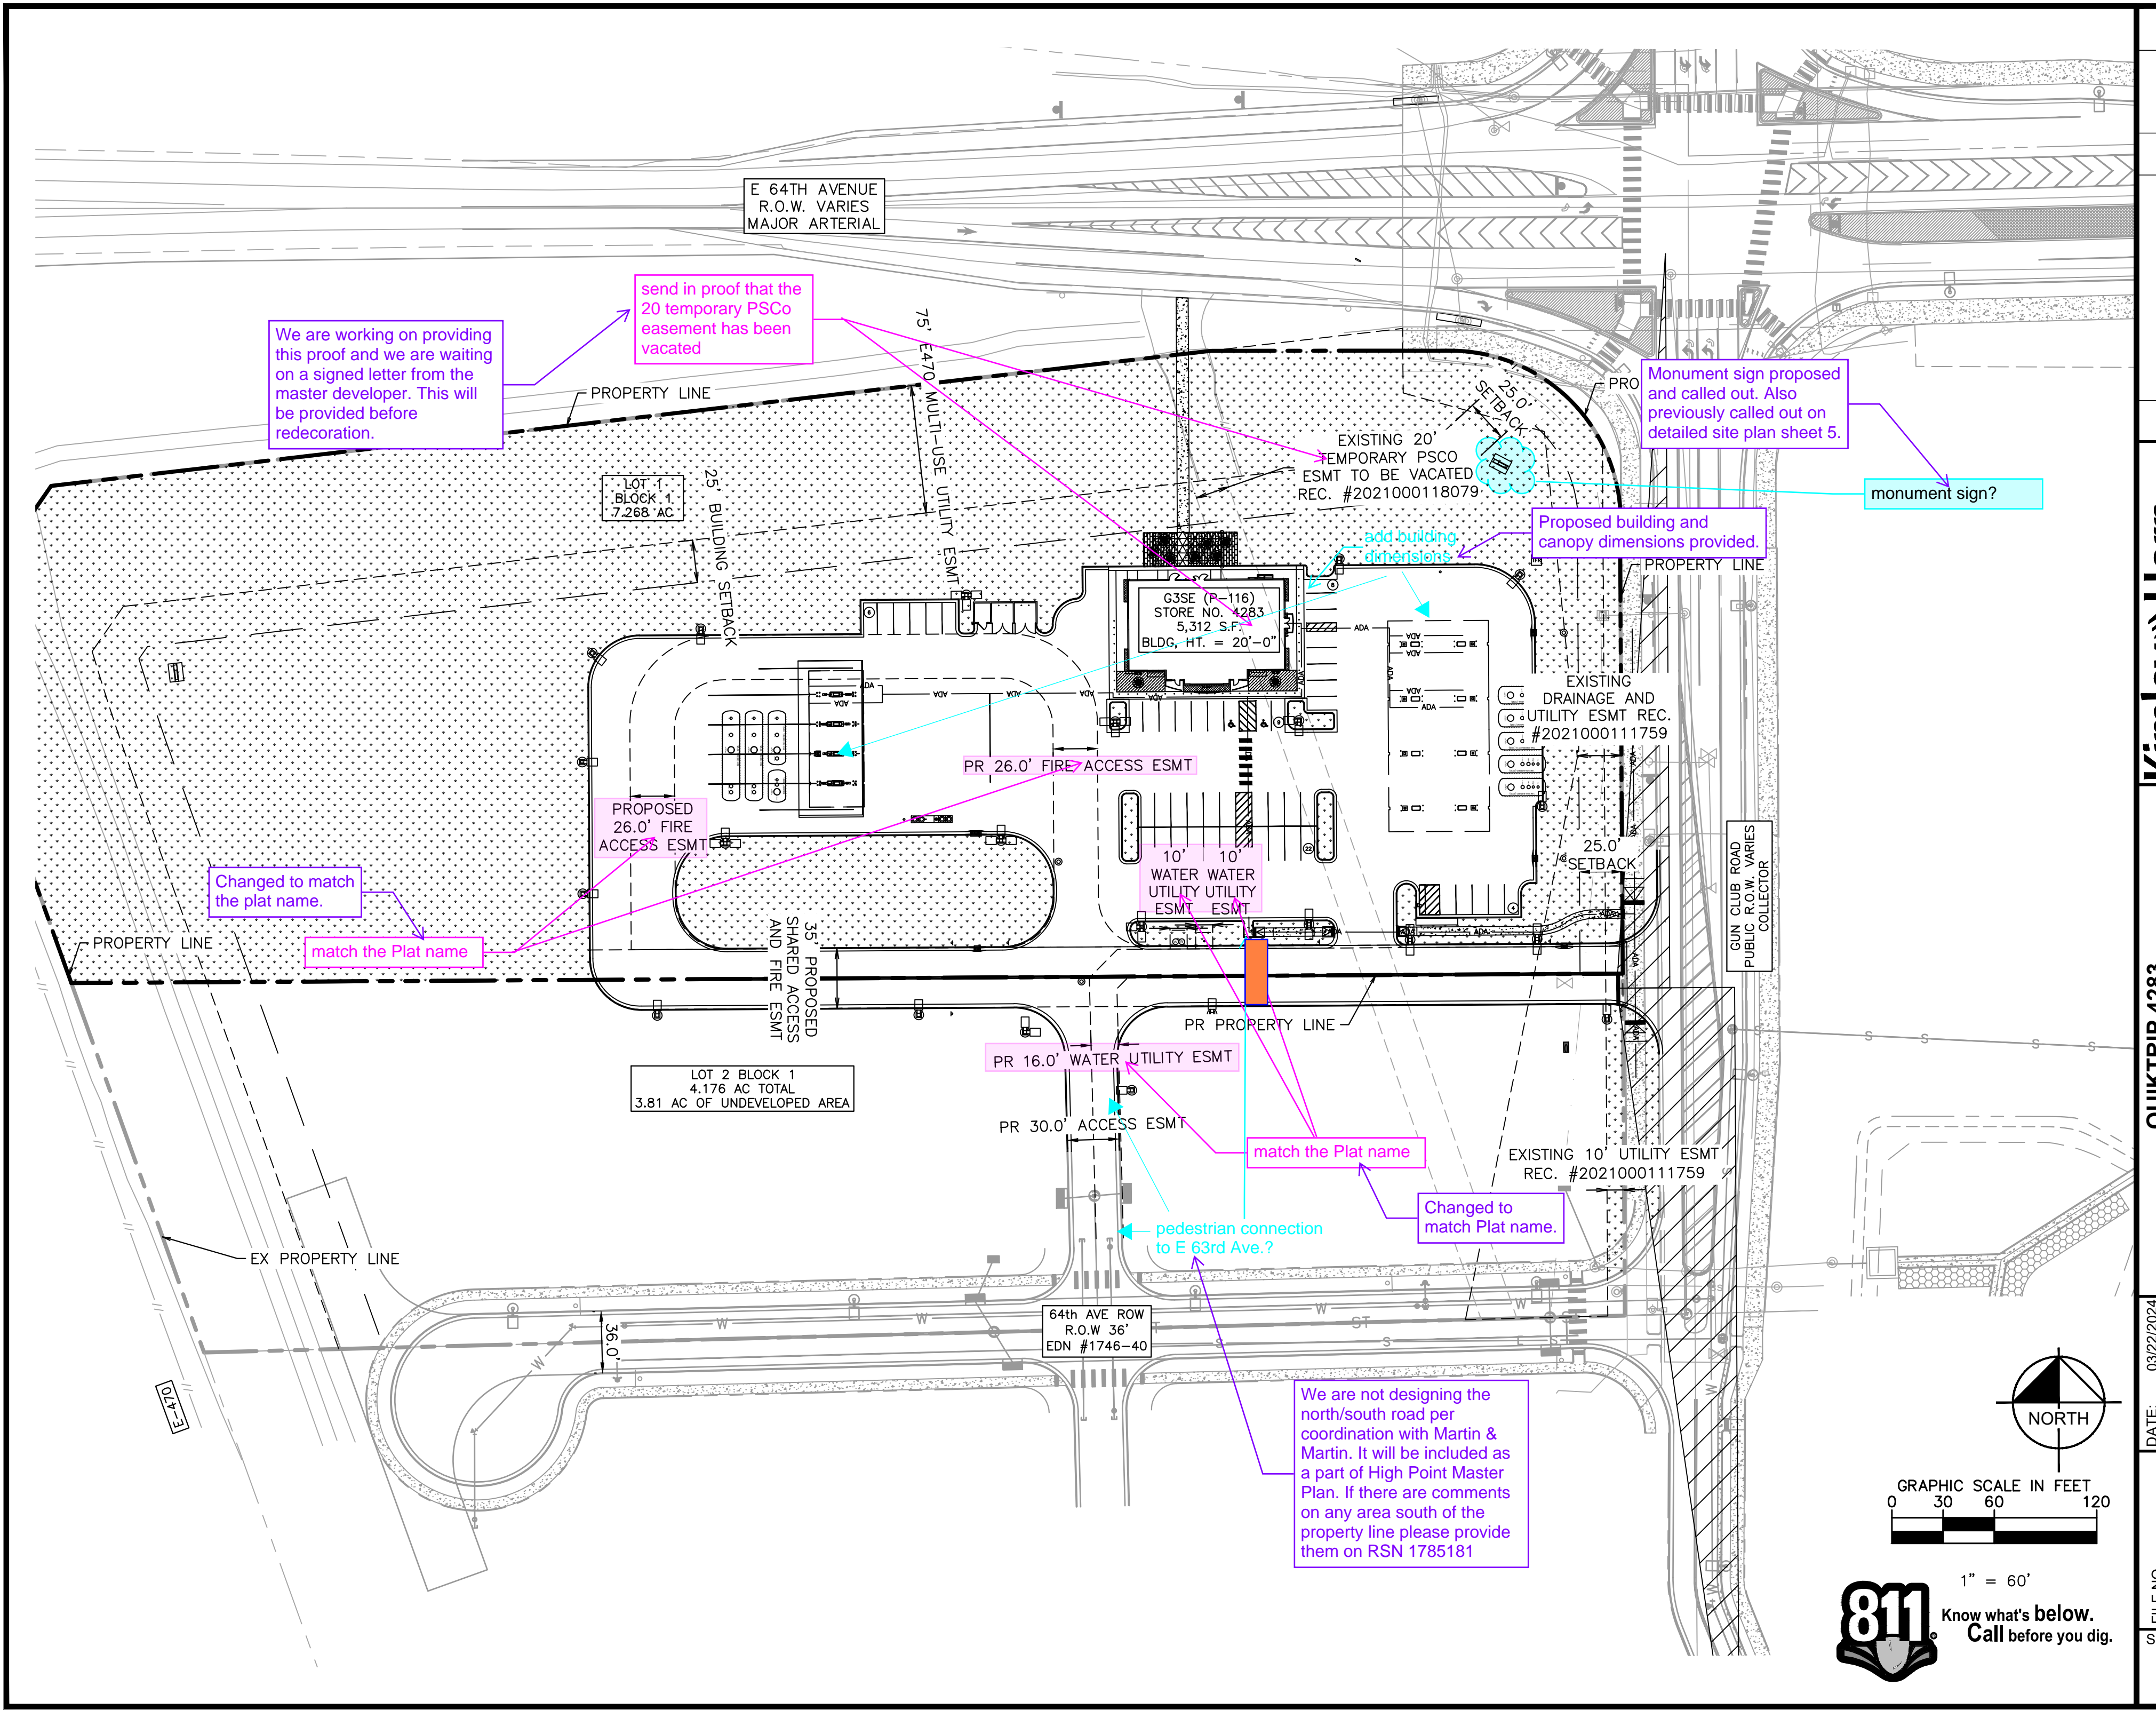 E 64TH AVENUE
R.O.W. VARIES
MAJOR ARTERIAL
send in proof that the
20 temporary PSCo
easement has been
vacated
We are working on providing
this proof and we are waiting
on a signed letter from the
master developer. This will
be provided before
redecoration.
PROPERTY LINE
75' E470 MULTI-USE UTILITY ESMT
25' BUILDING SETBACK
LOT 1
BLOCK 1
7.268 AC
25.0'
SETBACK
PRO
Monument sign proposed
and called out. Also
previously called out on
detailed site plan sheet 5.
EXISTING 20'
TEMPORARY PSCO
ESMT TO BE VACATED
REC. #2021000118079
monument sign?
add building
dimensions
Proposed building and
canopy dimensions provided.
PROPERTY LINE
G3SE (P-116)
STORE NO. 4283
5,312 S.F.
BLDG, HT. = 20'-0"
ADA
ADA
ADA
ADA
ADA
EXISTING
DRAINAGE AND
UTILITY ESMT REC.
#2021000111759
PR 26.0' FIRE ACCESS ESMT
PROPOSED
26.0' FIRE
ACCESS ESMT
10' 10'
WATER WATER
UTILITY UTILITY
ESMT ESMT
25.0'
SETBACK
GUN CLUB ROAD
PUBLIC R.O.W. VARIES
COLLECTOR
Changed to match
the plat name.
match the Plat name
PROPERTY LINE
35' PROPOSED
SHARED ACCESS
AND FIRE ESMT
PR PROPERTY LINE
PR 16.0' WATER UTILITY ESMT
LOT 2 BLOCK 1
4.176 AC TOTAL
3.81 AC OF UNDEVELOPED AREA
PR 30.0' ACCESS ESMT
match the Plat name
EXISTING 10' UTILITY ESMT
REC. #2021000111759
Changed to
match Plat name.
pedestrian connection
to E 63rd Ave.?
EX PROPERTY LINE
36.0'
64th AVE ROW
R.O.W 36'
EDN #1746-40
W
W
W
W
W
ST
S
S
S
S
S
E-470
We are not designing the
north/south road per
coordination with Martin &
Martin. It will be included as
a part of High Point Master
Plan. If there are comments
on any area south of the
property line please provide
them on RSN 1785181
NORTH
GRAPHIC SCALE IN FEET
0 30 60 120
1" = 60'
811
Know what's below.
Call before you dig.
QUIKTRIP 4283
DATE: 03/22/2024
FILE NO.